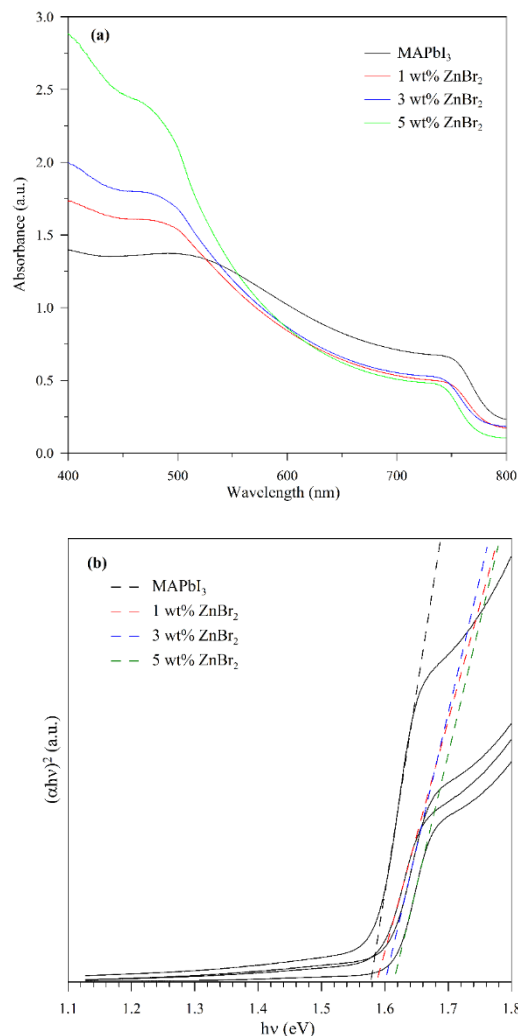 (a)
MAPbI₃
1 wt% ZnBr₂
3 wt% ZnBr₂
5 wt% ZnBr₂
Absorbance (a.u.)
3.0
2.5
2.0
1.5
1.0
0.5
0.0
400 500 600 700 800
Wavelength (nm)
(b)
MAPbI₃
1 wt% ZnBr₂
3 wt% ZnBr₂
5 wt% ZnBr₂
(αhν)² (a.u.)
1.1 1.2 1.3 1.4 1.5 1.6 1.7 1.8
hν (eV)